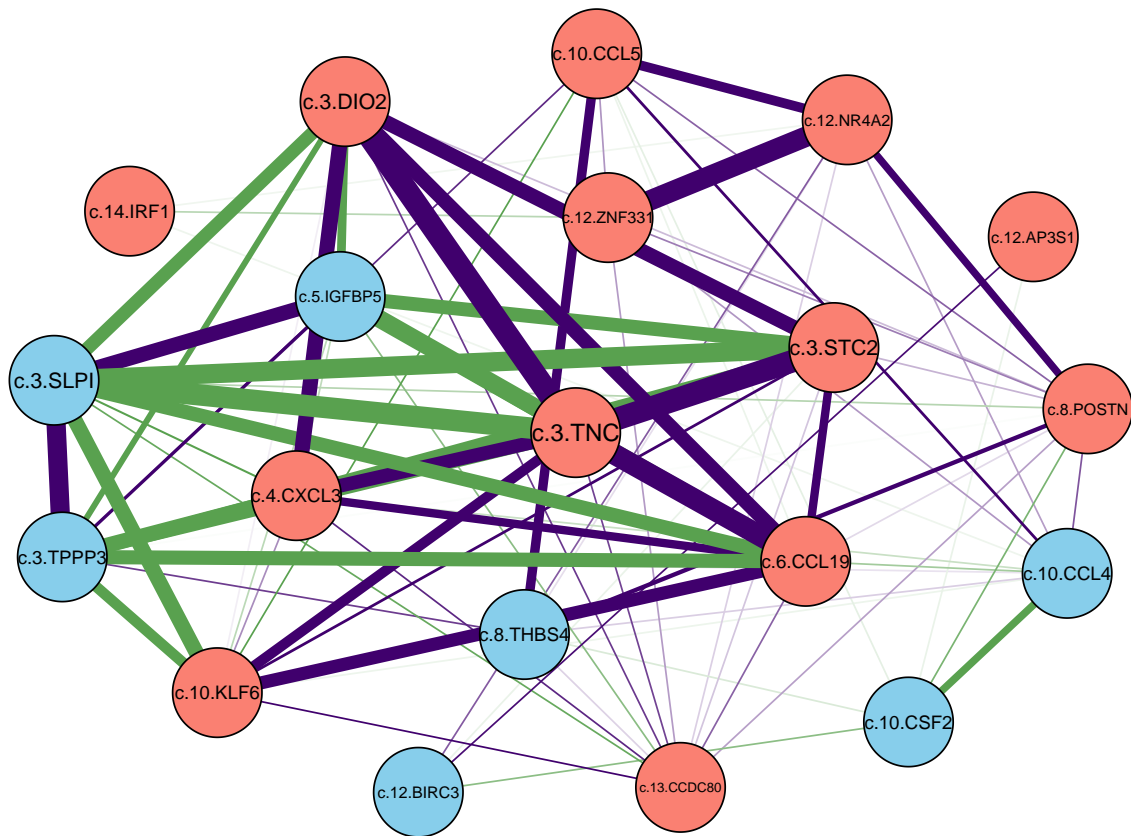 c.10.CCL5
c.3.DIO2
c.12.NR4A2
c.14.IRF1
c.12.ZNF331
c.12.AP3S1
c.5.IGFBP5
c.3.STC2
c.3.SLPI
c.8.POSTN
c.3.TNC
c.4.CXCL3
c.3.TPPP3
c.6.CCL19
c.10.CCL4
c.8.THBS4
c.10.KLF6
c.10.CSF2
c.12.BIRC3
c.13.CCDC80